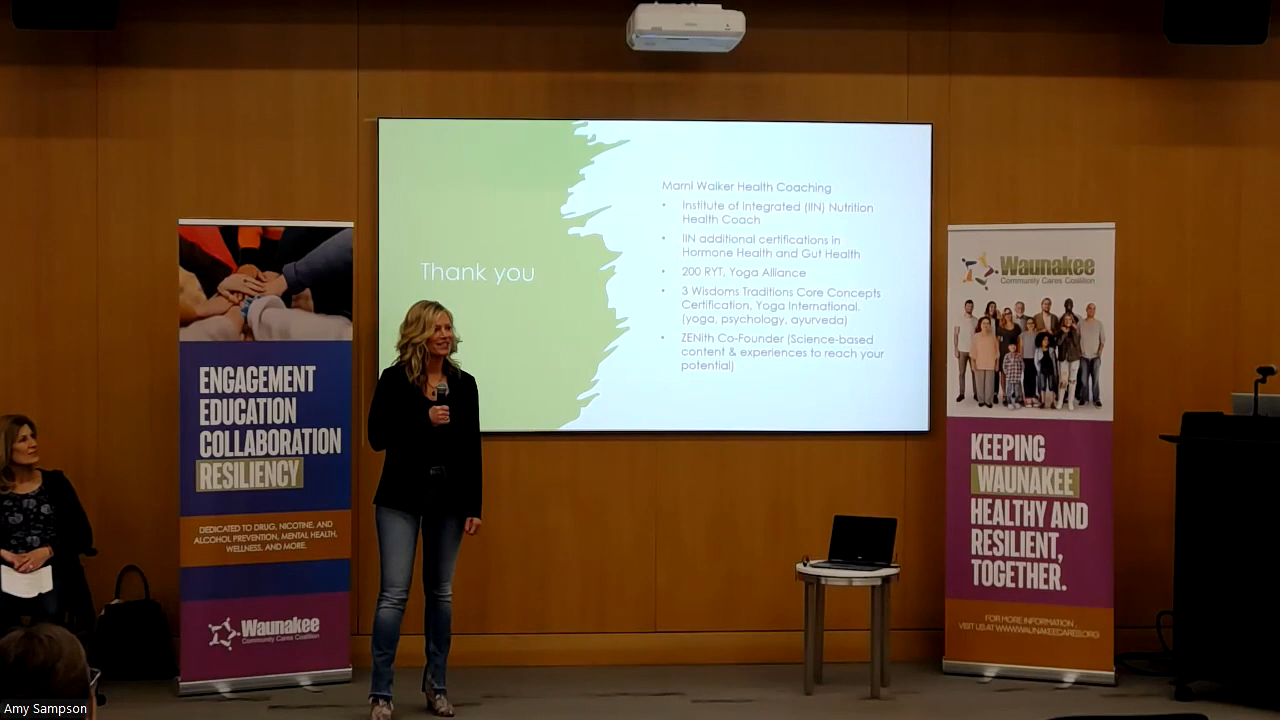 Thank you
Marni Walker Health Coaching
• Institute of Integrated (IIN) Nutrition
Health Coach
• IIN additional certifications in
Hormone Health and Gut Health
• 200 RYT, Yoga Alliance
• 3 Wisdoms Traditions Core Concepts
Certification, Yoga International.
(yoga, psychology, ayurveda)
• ZENith Co-Founder (Science-based
content & experiences to reach your
potential)
ENGAGEMENT
EDUCATION
COLLABORATION
RESILIENCY
DEDICATED TO DRUG, NICOTINE, AND
ALCOHOL PREVENTION, MENTAL HEALTH,
WELLNESS, AND MORE.
Waunakee
Community Cares Coalition
Waunakee
Community Cares Coalition
KEEPING
WAUNAKEE
HEALTHY AND
RESILIENT,
TOGETHER.
FOR MORE INFORMATION
VISIT US AT WWW.WAUNAKEECARES.ORG
Amy Sampson